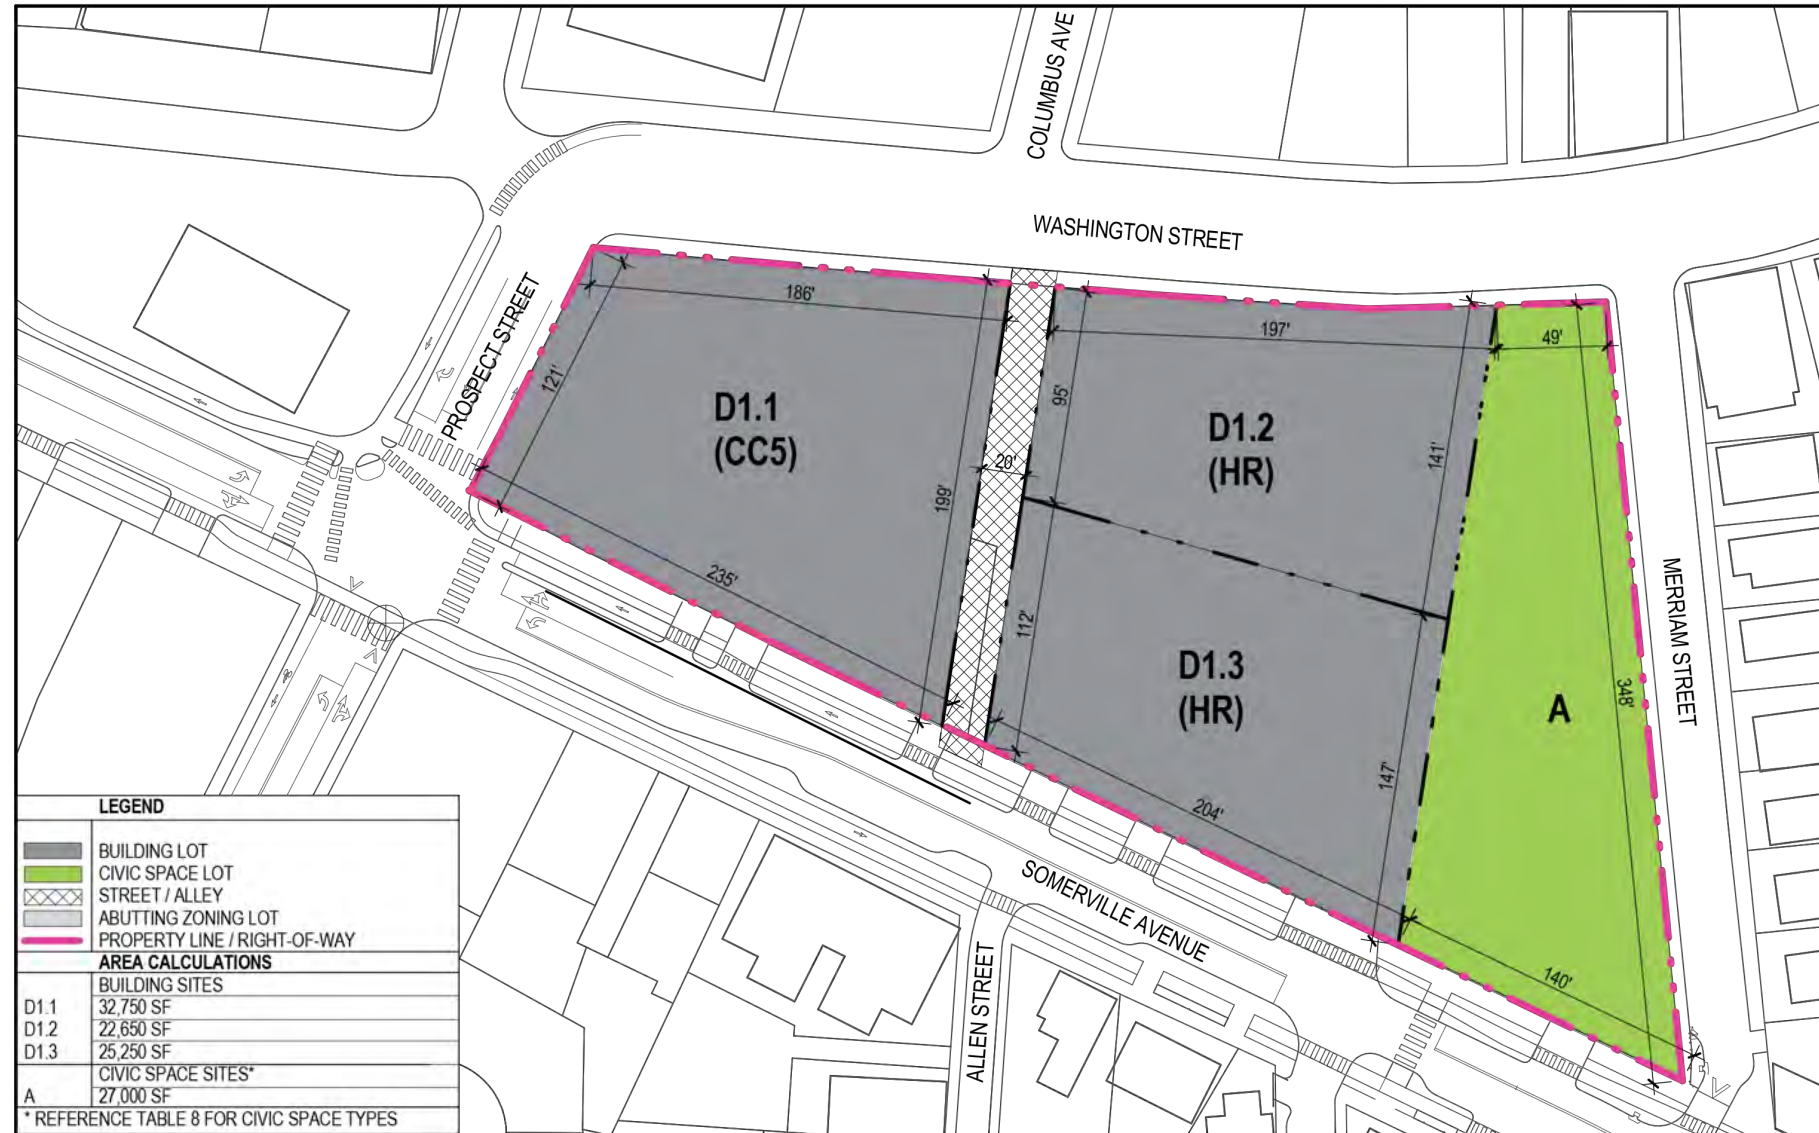 COLUMBUS AVE
WASHINGTON STREET
PROSPECT STREET
186'
197'
49'
121'
D1.1
(CC5)
95'
D1.2
(HR)
141'
20'
199'
235'
112'
D1.3
(HR)
MERRIAM STREET
348'
A
147'
204'
140'
SOMERVILLE AVENUE
ALLEN STREET
LEGEND
BUILDING LOT
CIVIC SPACE LOT
STREET / ALLEY
ABUTTING ZONING LOT
PROPERTY LINE / RIGHT-OF-WAY
AREA CALCULATIONS
BUILDING SITES
D1.1 32,750 SF
D1.2 22,650 SF
D1.3 25,250 SF
CIVIC SPACE SITES*
A 27,000 SF
* REFERENCE TABLE 8 FOR CIVIC SPACE TYPES